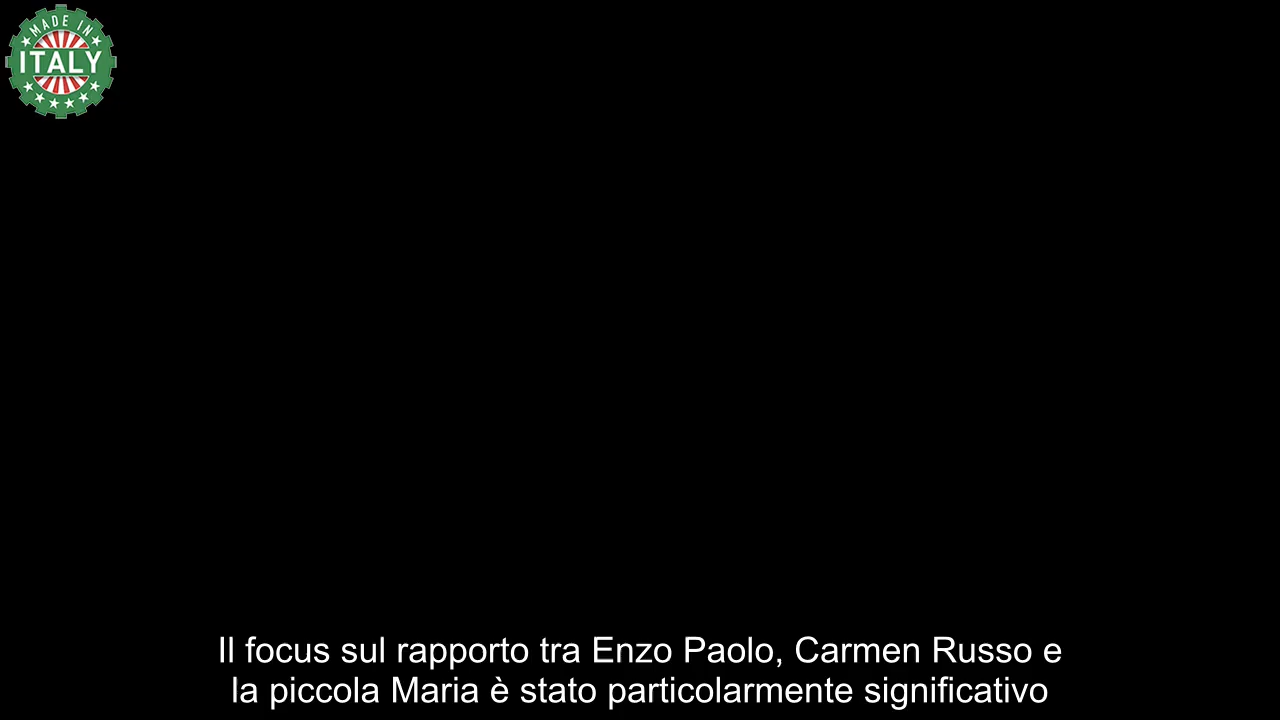 MADE IN
ITALY
Il focus sul rapporto tra Enzo Paolo, Carmen Russo e
la piccola Maria è stato particolarmente significativo